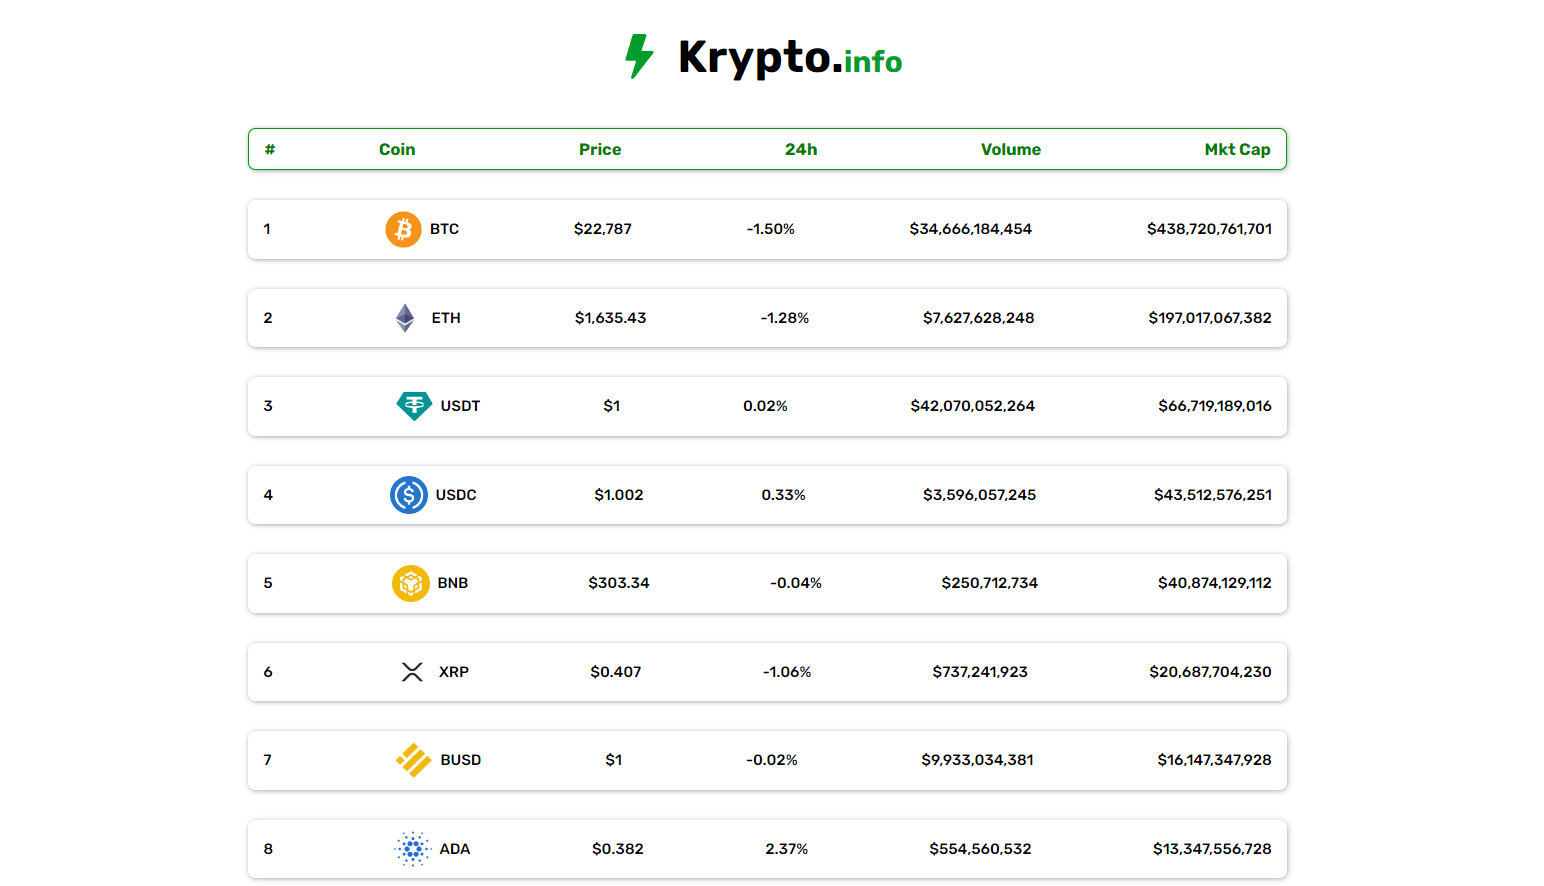 Krypto.info
# Coin Price 24h Volume Mkt Cap
1 BTC $22,787 -1.50% $34,666,184,454 $438,720,761,701
2 ETH $1,635.43 -1.28% $7,627,628,248 $197,017,067,382
3 USDT $1 0.02% $42,070,052,264 $66,719,189,016
4 USDC $1.002 0.33% $3,596,057,245 $43,512,576,251
5 BNB $303.34 -0.04% $250,712,734 $40,874,129,112
6 XRP $0.407 -1.06% $737,241,923 $20,687,704,230
7 BUSD $1 -0.02% $9,933,034,381 $16,147,347,928
8 ADA $0.382 2.37% $554,560,532 $13,347,556,728